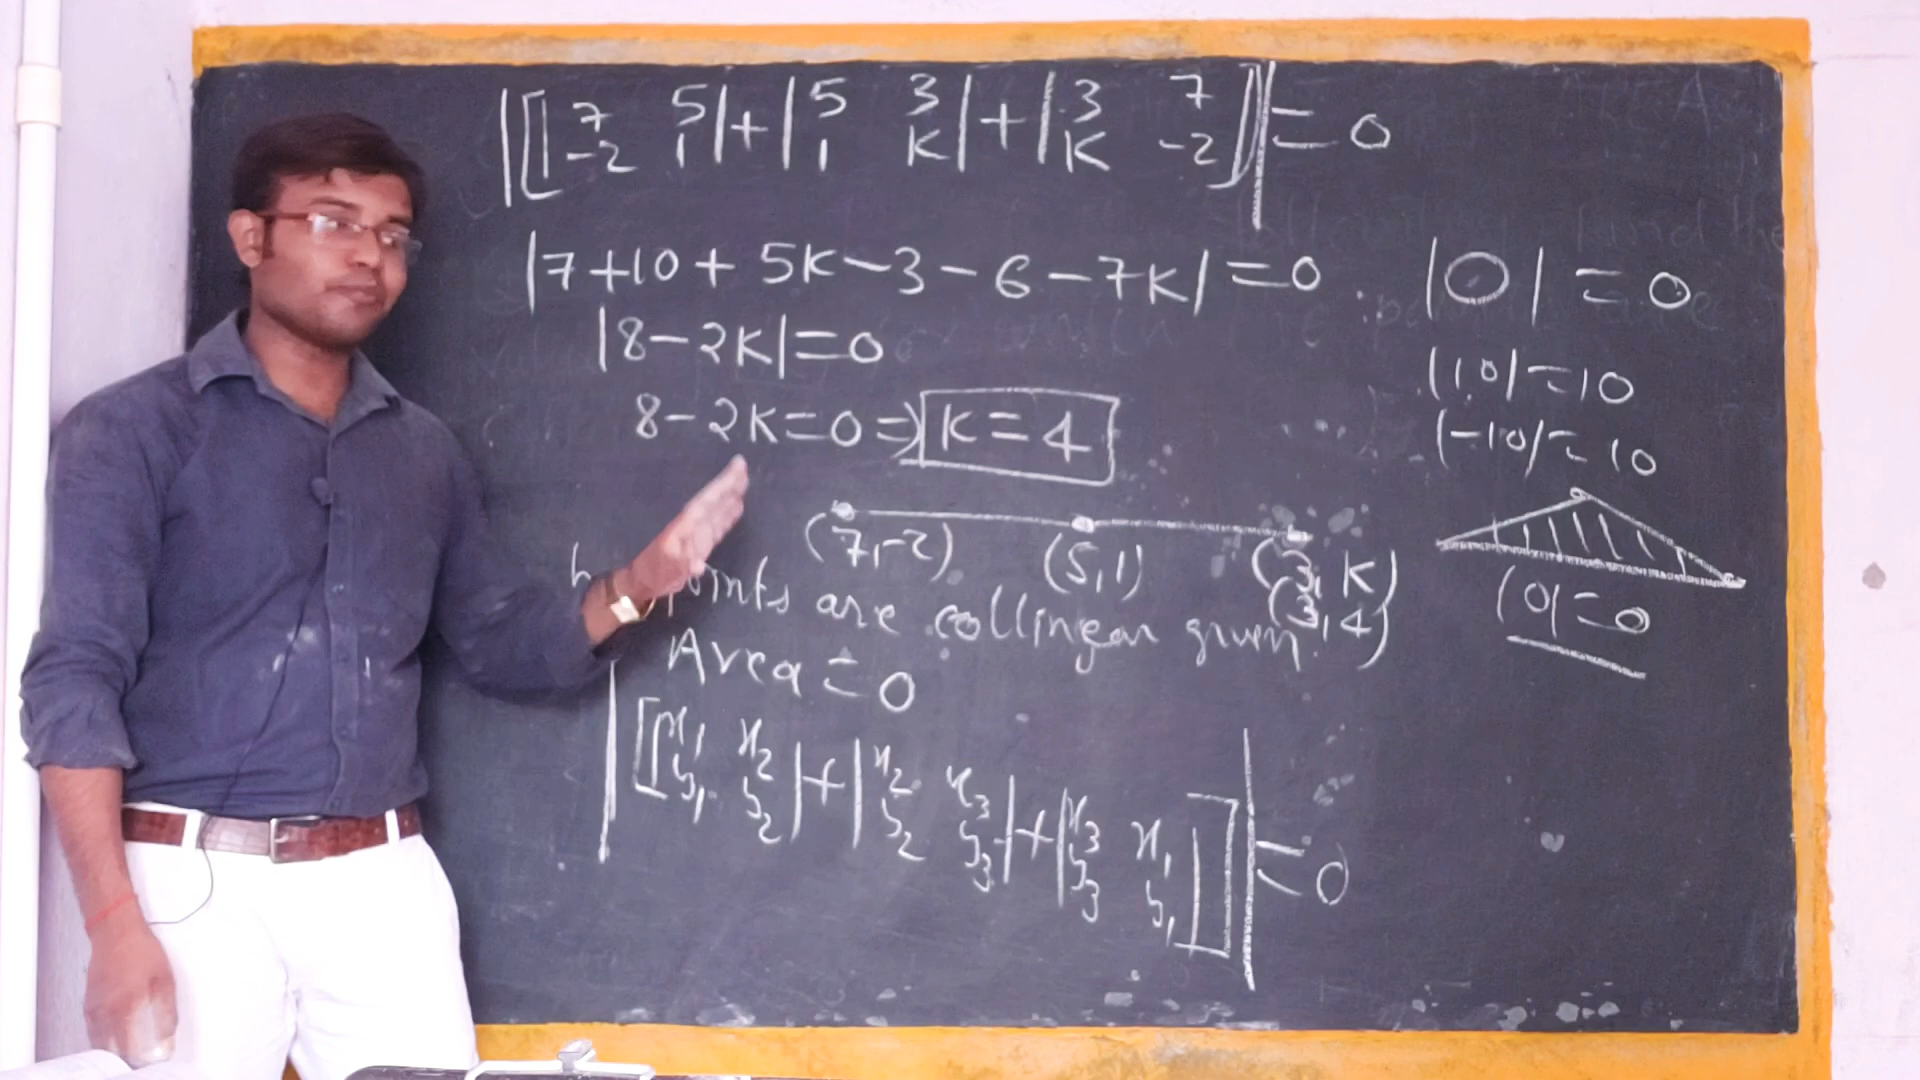 |[|7 5| + |5 3| + |3 7|]| = 0
-2 1 1 K K -2
|7 + 10 + 5K - 3 - 6 - 7K| = 0
|8 - 2K| = 0
8 - 2K = 0 ⇒ K = 4
|0| = 0
|10| = 10
|-10| = 10
(7, -2) (5, 1) (3, K)
(3, 4)
|0| = 0
points are collinear given.
Area = 0
|[|x₁ x₂| + |x₂ x₃| + |x₃ x₁|]| = 0
y₁ y₂ y₂ y₃ y₃ y₁